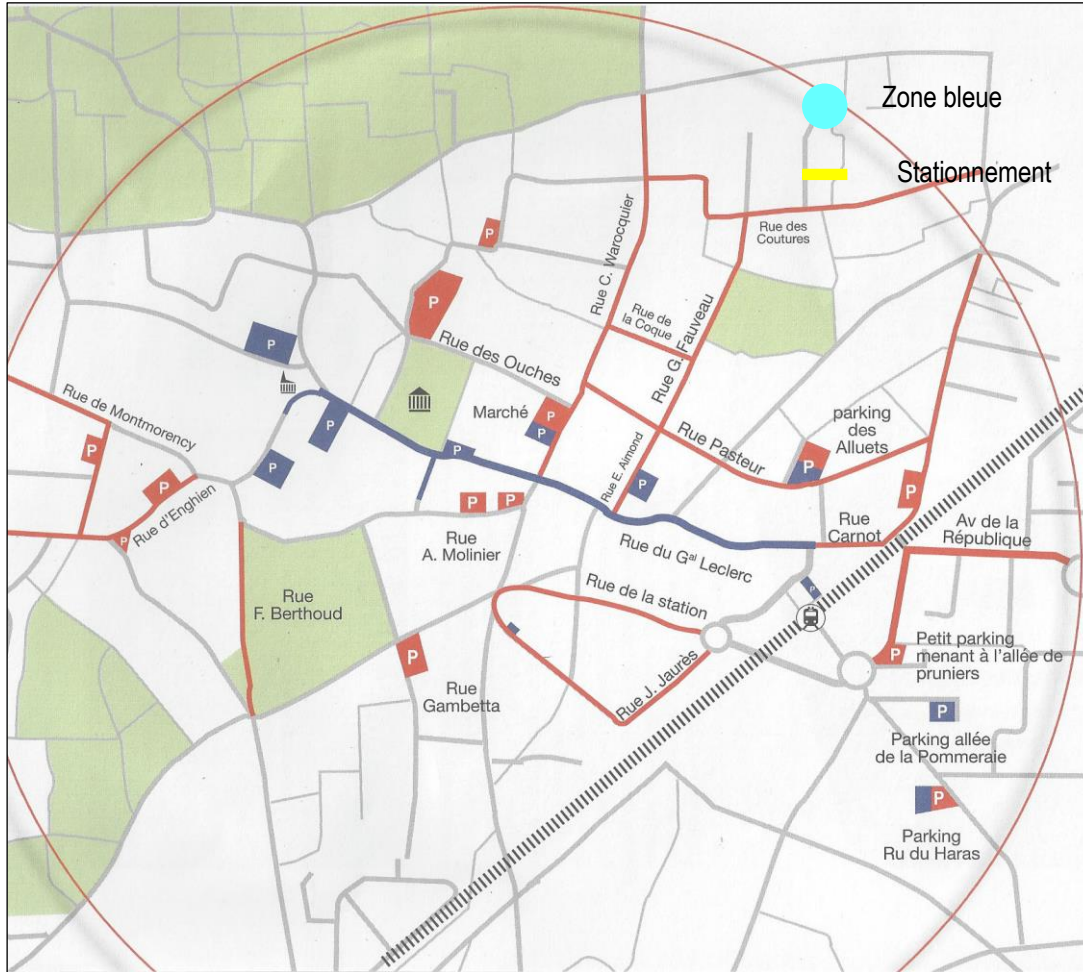 Zone bleue
Stationnement
Rue des
Coutures
Rue C. Warocquier
P
P
Rue de
la Coque
Rue G. Fauveau
P
Rue des Ouches
Rue de Montmorency
Marché
P
P
P
P
P
P
parking
des
Alluets
P
Rue Pasteur
Rue E. Aimond
P
P
P
P
P
P
Rue d'Enghien
P
Rue
A. Molinier
Rue
Carnot
Av de la
République
Rue du Gal Leclerc
Rue
F. Berthoud
Rue de la station
P
P
Rue
Gambetta
Rue J. Jaurès
P
Petit parking
menant à l'allée de
pruniers
P
Parking allée
de la Pommeraie
P
Parking
Ru du Haras